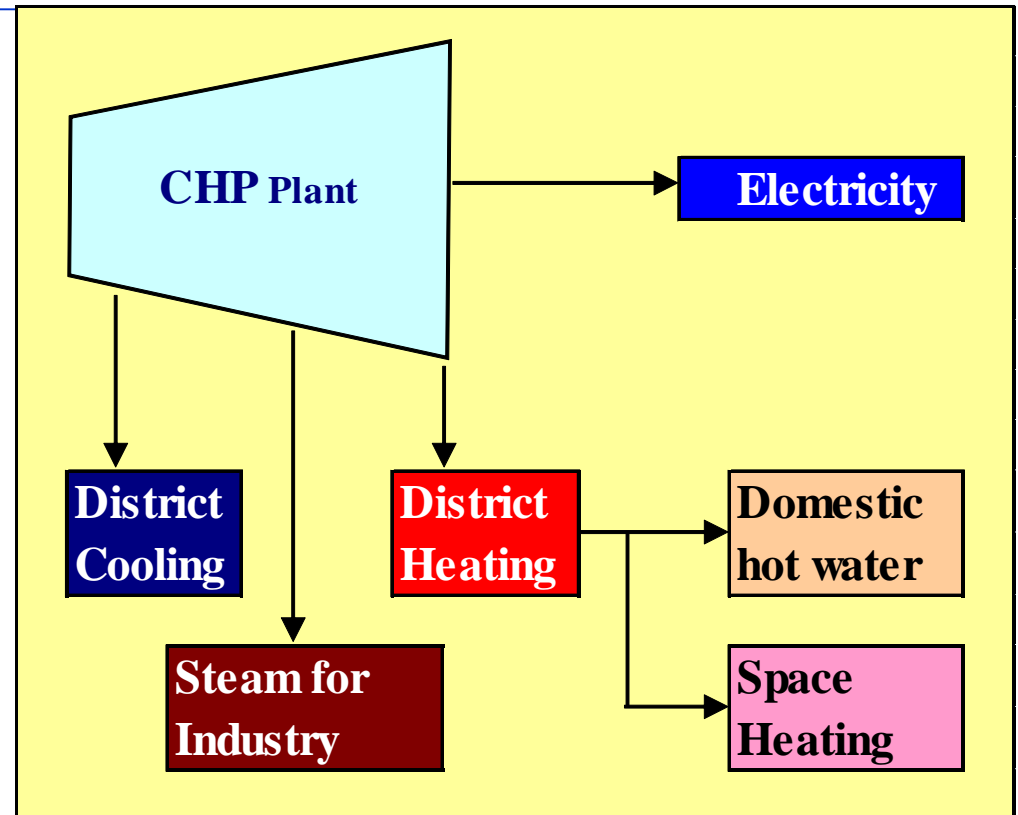 CHP Plant
Electricity
District
Cooling
District
Heating
Domestic
hot water
Steam for
Industry
Space
Heating